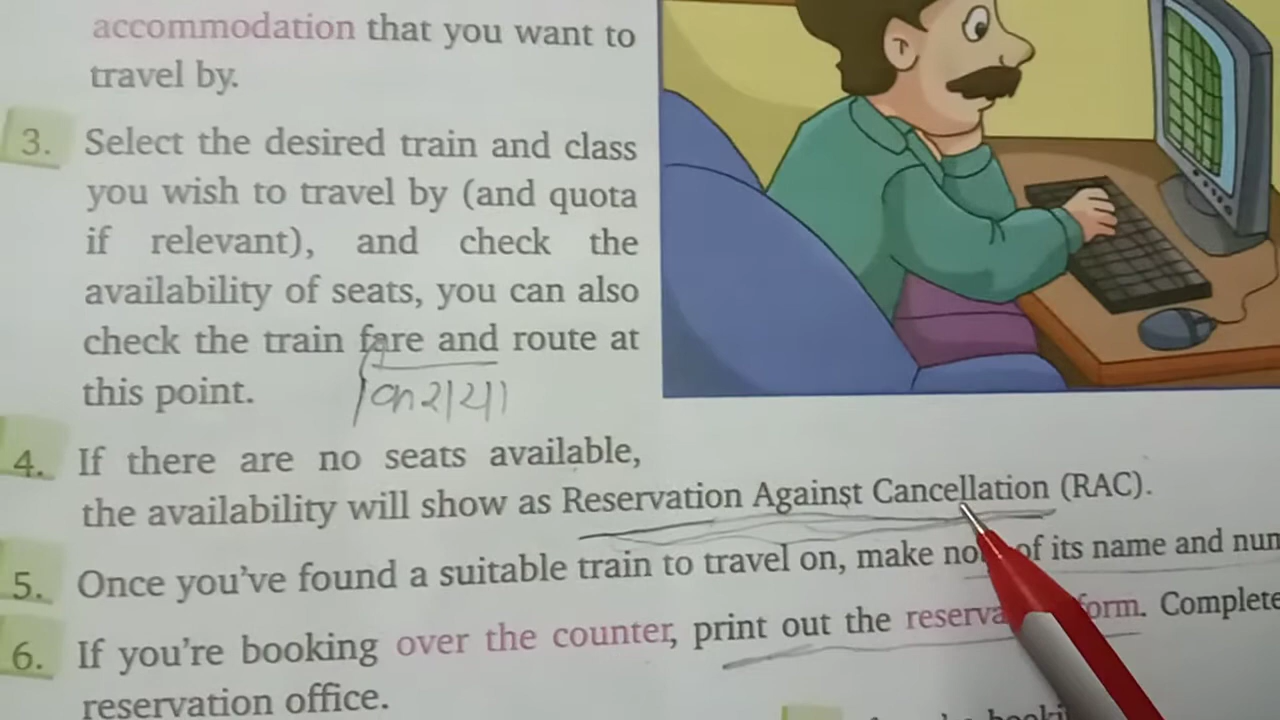 accommodation that you want to
travel by.
3. Select the desired train and class
you wish to travel by (and quota
if relevant), and check the
availability of seats, you can also
check the train fare and route at
this point.
4. If there are no seats available,
the availability will show as Reservation Against Cancellation (RAC).
5. Once you've found a suitable train to travel on, make of its name and
6. If you're booking over the counter, print out the form. Complete
reservation office.